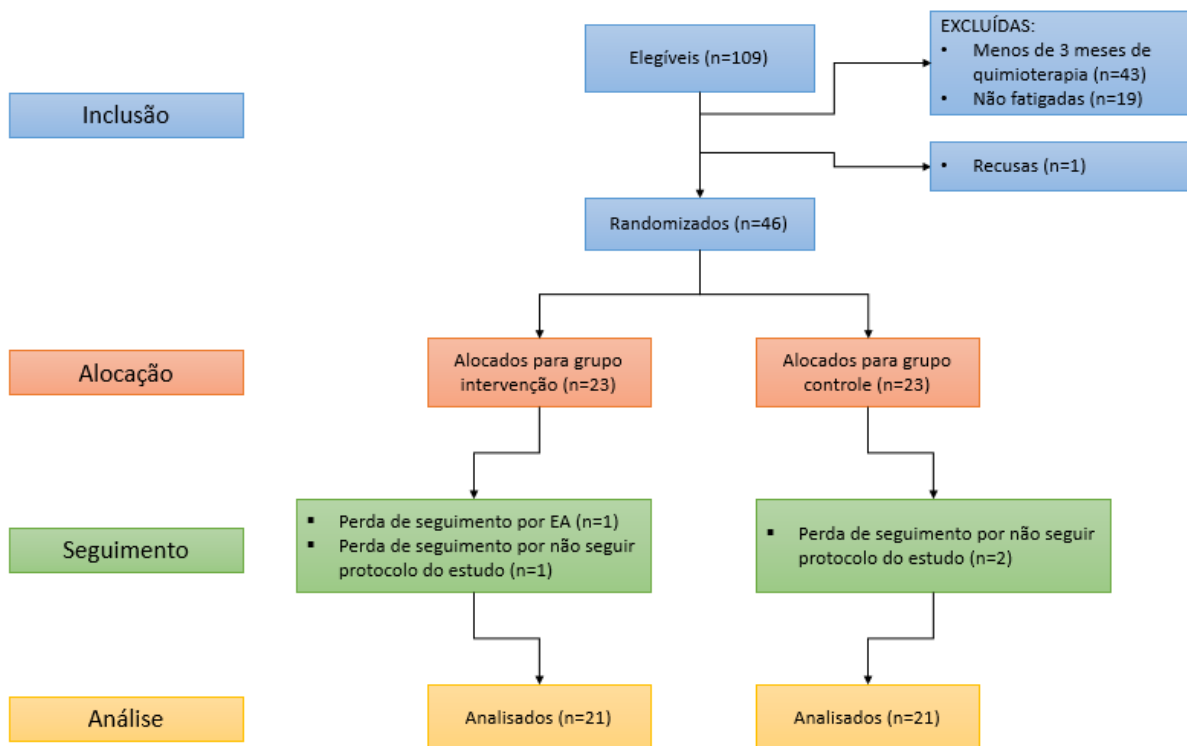 Inclusão
Elegíveis (n=109)
EXCLUÍDAS:
• Menos de 3 meses de
quimioterapia (n=43)
• Não fatigadas (n=19)
• Recusas (n=1)
Randomizados (n=46)
Alocação
Alocados para grupo
intervenção (n=23)
Alocados para grupo
controle (n=23)
Seguimento
▪ Perda de seguimento por EA (n=1)
▪ Perda de seguimento por não seguir
protocolo do estudo (n=1)
▪ Perda de seguimento por não seguir
protocolo do estudo (n=2)
Análise
Analisados (n=21)
Analisados (n=21)